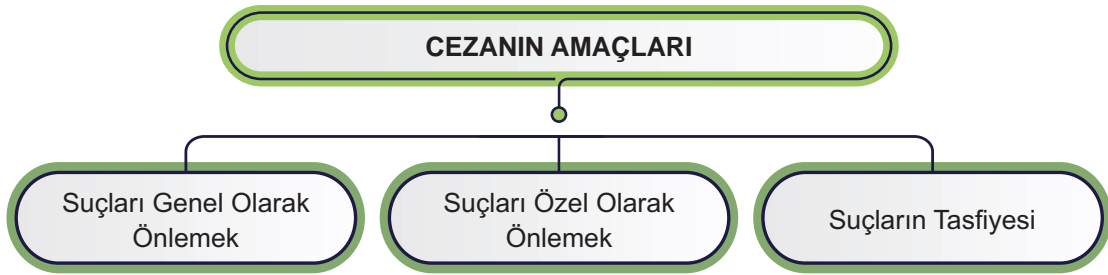 CEZANIN AMAÇLARI
Suçları Genel Olarak
Önlemek
Suçları Özel Olarak
Önlemek
Suçların Tasfiyesi